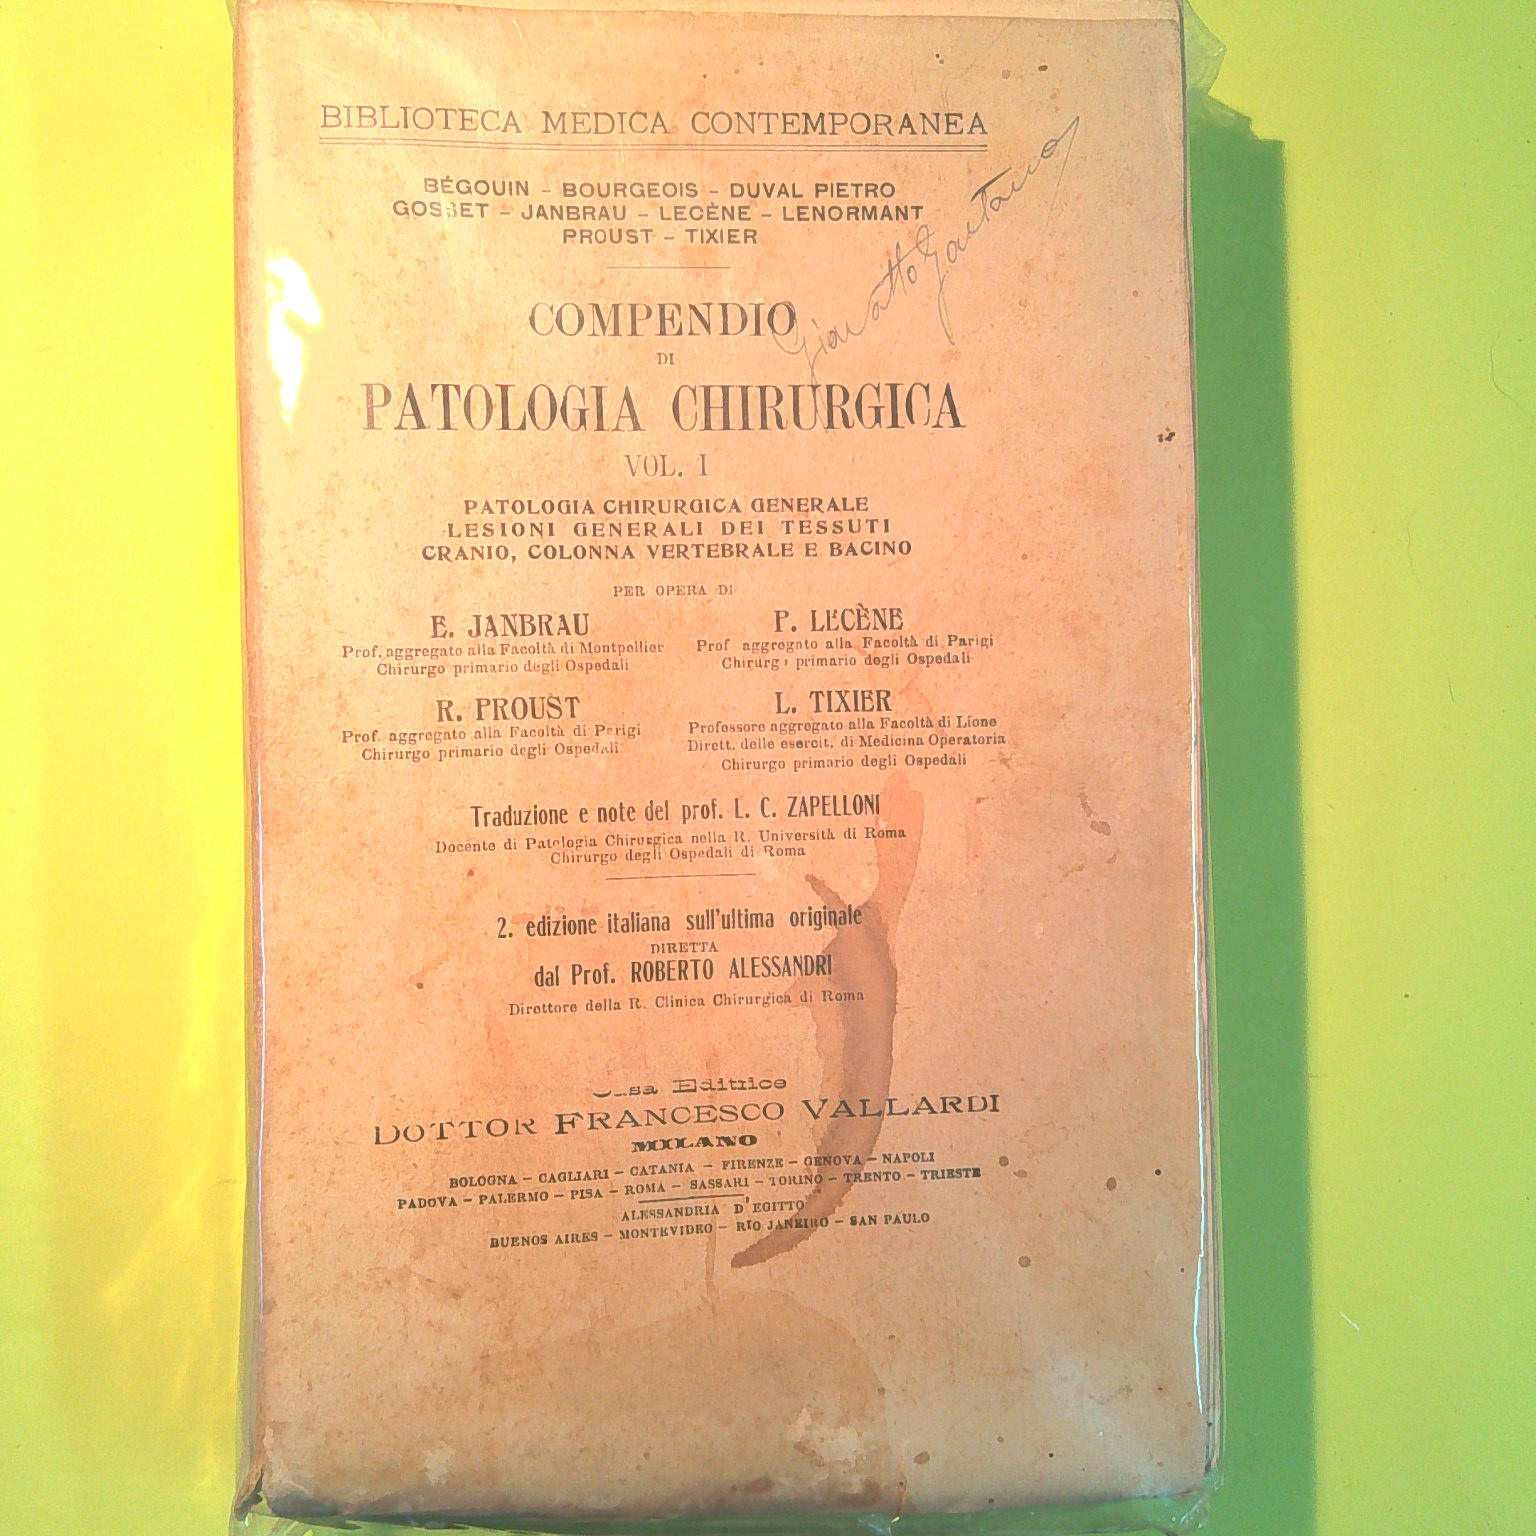 BIBLIOTECA MEDICA CONTEMPORANEA
BÉGOUIN - BOURGEOIS - DUVAL PIETRO
GOSSET - JANBRAU - LECÈNE - LENORMANT
PROUST - TIXIER
COMPENDIO
DI
PATOLOGIA CHIRURGICA
VOL. I
PATOLOGIA CHIRURGICA GENERALE
LESIONI GENERALI DEI TESSUTI
CRANIO, COLONNA VERTEBRALE E BACINO
PER OPERA DI
E. JANBRAU
Prof. aggregato alla Facoltà di Montpellier
Chirurgo primario degli Ospedali
P. LECÈNE
Prof aggregato alla Facoltà di Parigi
Chirurgo primario degli Ospedali
R. PROUST
Prof. aggregato alla Facoltà di Parigi
Chirurgo primario degli Ospedali
L. TIXIER
Professore aggregato alla Facoltà di Lione
Dirett. delle esercit. di Medicina Operatoria
Chirurgo primario degli Ospedali
Traduzione e note del prof. L. C. ZAPELLONI
Docente di Patologia Chirurgica nella R. Università di Roma
Chirurgo degli Ospedali di Roma
2. edizione italiana sull'ultima originale
DIRETTA
dal Prof. ROBERTO ALESSANDRI
Direttore della R. Clinica Chirurgica di Roma
Casa Editrice
DOTTOR FRANCESCO VALLARDI
MILANO
BOLOGNA - CAGLIARI - CATANIA - FIRENZE - GENOVA - NAPOLI
PADOVA - PALERMO - PISA - ROMA - SASSARI - TORINO - TRENTO - TRIESTE
ALESSANDRIA D'EGITTO
BUENOS AIRES - MONTEVIDEO - RIO JANEIRO - SAN PAULO